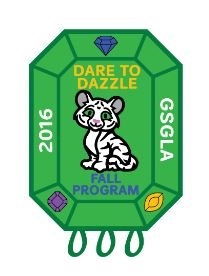 DARE TO
DAZZLE
2016
GSGLA
FALL
PROGRAM